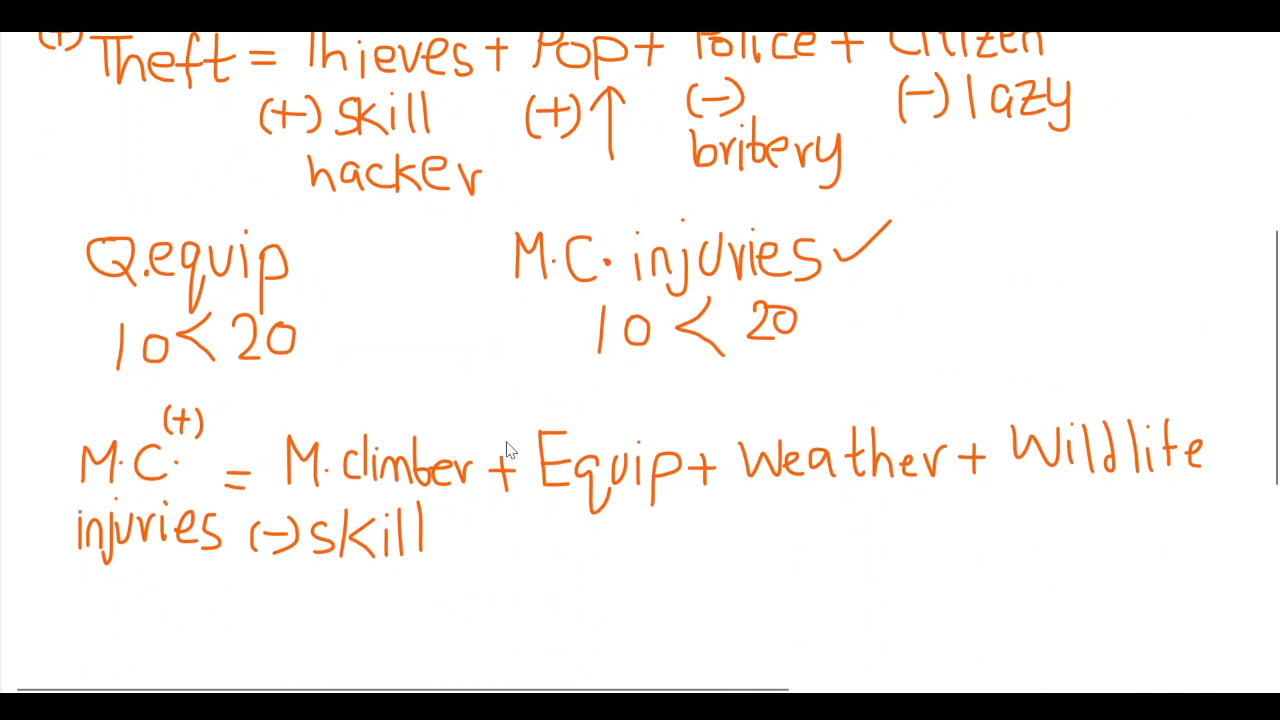 (+) Theft = Thieves + Pop + Police + Citizen
(+) skill (+) ↑ (-) (-) lazy
hacker bribery
Q.equip M.C. injuries ✓
10 < 20 10 < 20
(+)
M.C. = M.climber + Equip + Weather + Wildlife
injuries (-) skill